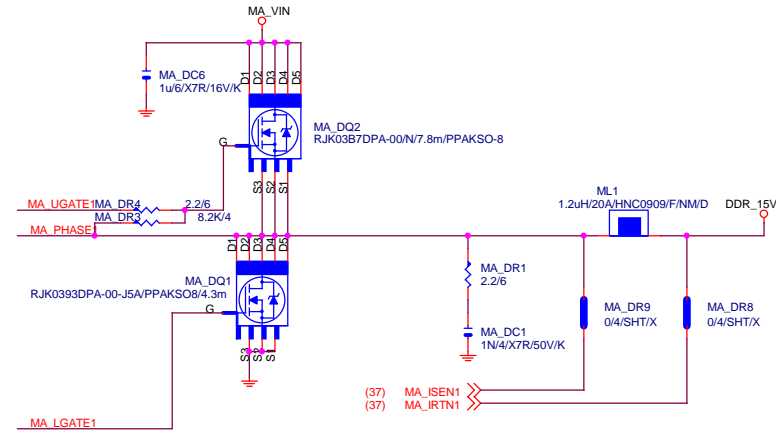 MA_VIN
MA_DC6
1u/6/X7R/16V/K
D1
D2
D3
D4
D5
MA_DQ2
RJK03B7DPA-00/N/7.8m/PPAKSO-8
G
S3
S2
S1
MA_UGATE1
MA_DR4
2.2/6
MA_DR3
8.2K/4
MA_PHASE1
ML1
1.2uH/20A/HNC0909/F/NM/D
DDR_15V
D1
D2
D3
D4
D5
MA_DQ1
RJK0393DPA-00-J5A/PPAKSO8/4.3m
G
S3
S2
S1
MA_DR1
2.2/6
MA_DC1
1N/4/X7R/50V/K
MA_DR9
0/4/SHT/X
MA_DR8
0/4/SHT/X
(37) MA_ISEN1
(37) MA_IRTN1
MA_LGATE1